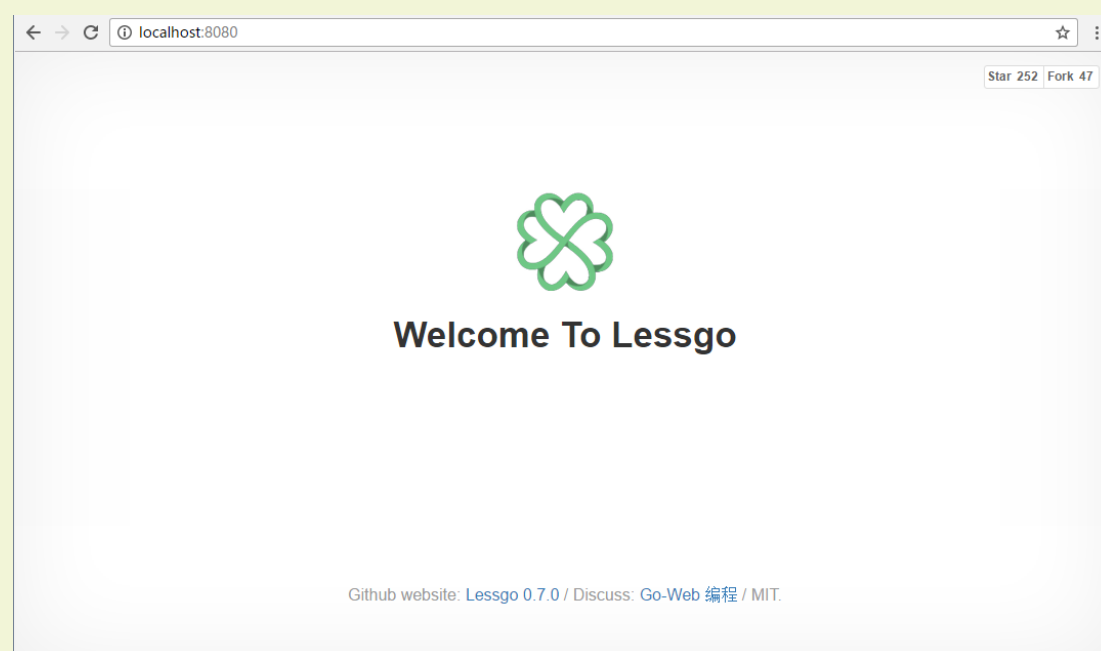 localhost:8080
Star 252 Fork 47
Welcome To Lessgo
Github website: Lessgo 0.7.0 / Discuss: Go-Web 编程 / MIT.